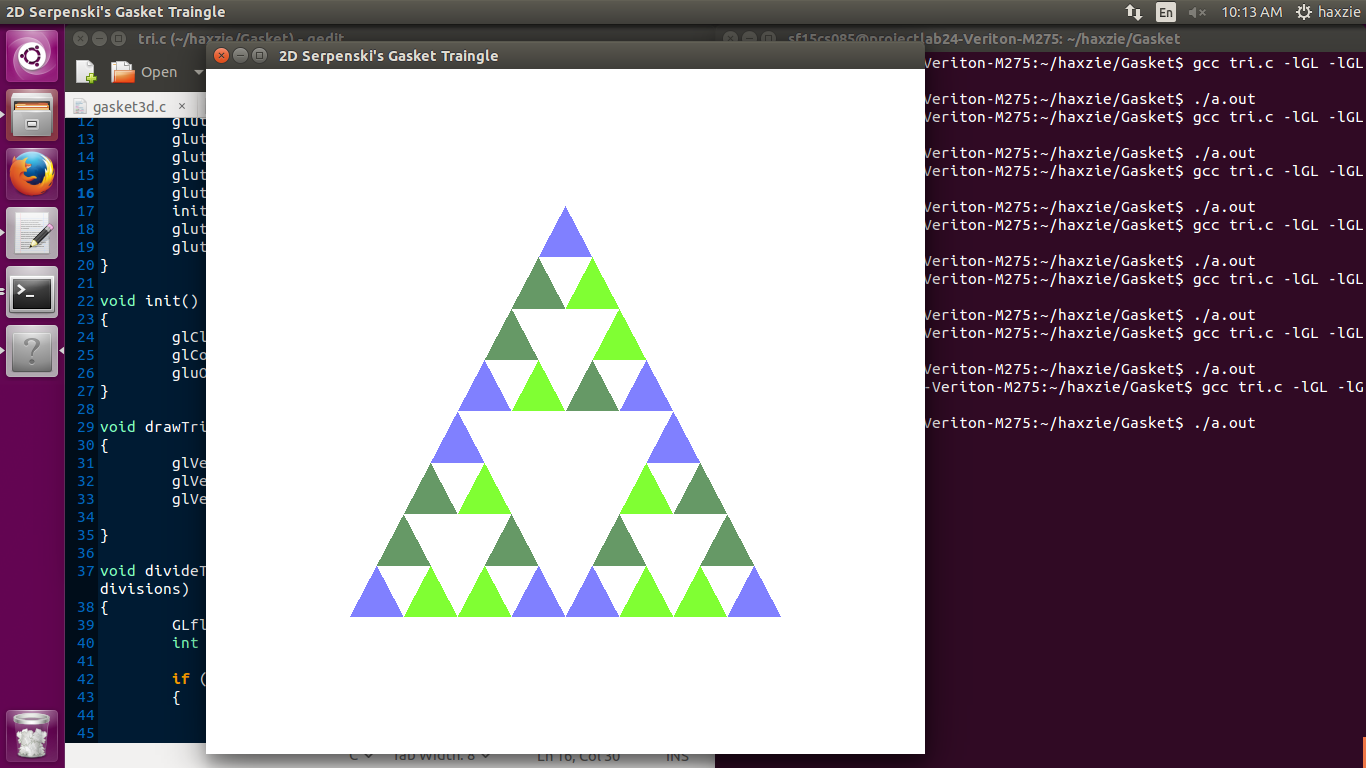 2D Serpenski's Gasket Traingle
En
10:13 AM
haxzie
tri.c (~/haxzie/Gasket) - gedit
Open
gasket3d.c ×
12 glut
13 glut
14 glut
15 glut
16 glut
17 init
18 glut
19 glut
20 }
21
22 void init()
23 {
24 glCl
25 glCo
26 gluO
27 }
28
29 void drawTri
30 {
31 glVe
32 glVe
33 glVe
34
35 }
36
37 void divideT
divisions)
38 {
39 GLfl
40 int
41
42 if (
43 {
44
45
C
Tab Width: 8
Ln 16, Col 30
INS
2D Serpenski's Gasket Traingle
sf15cs085@projectlab24-Veriton-M275: ~/haxzie/Gasket
Veriton-M275:~/haxzie/Gasket$ gcc tri.c -lGL -lGL
Veriton-M275:~/haxzie/Gasket$ ./a.out
Veriton-M275:~/haxzie/Gasket$ gcc tri.c -lGL -lGL
Veriton-M275:~/haxzie/Gasket$ ./a.out
Veriton-M275:~/haxzie/Gasket$ gcc tri.c -lGL -lGL
Veriton-M275:~/haxzie/Gasket$ ./a.out
Veriton-M275:~/haxzie/Gasket$ gcc tri.c -lGL -lGL
Veriton-M275:~/haxzie/Gasket$ ./a.out
Veriton-M275:~/haxzie/Gasket$ gcc tri.c -lGL -lGL
Veriton-M275:~/haxzie/Gasket$ ./a.out
Veriton-M275:~/haxzie/Gasket$ gcc tri.c -lGL -lGL
Veriton-M275:~/haxzie/Gasket$ ./a.out
-Veriton-M275:~/haxzie/Gasket$ gcc tri.c -lGL -lG
Veriton-M275:~/haxzie/Gasket$ ./a.out